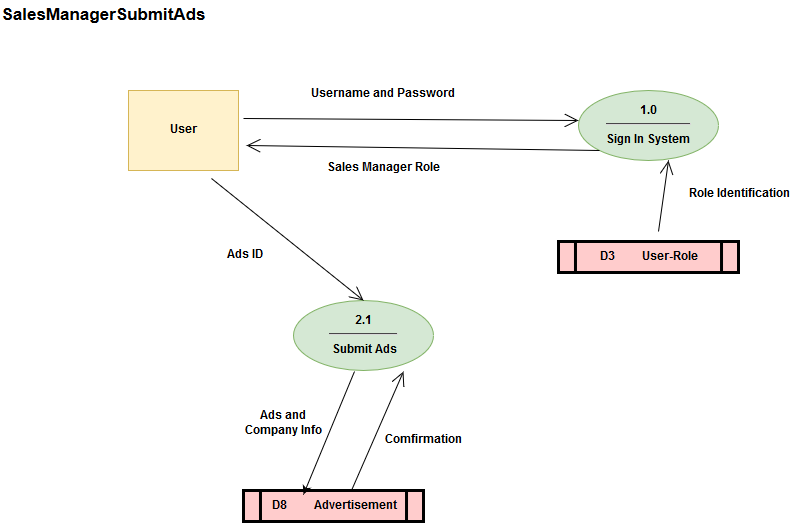 SalesManagerSubmitAds
Username and Password
1.0
User
Sign In System
Sales Manager Role
Role Identification
Ads ID
D3 User-Role
2.1
Submit Ads
Ads and
Company Info
Comfirmation
D8 Advertisement